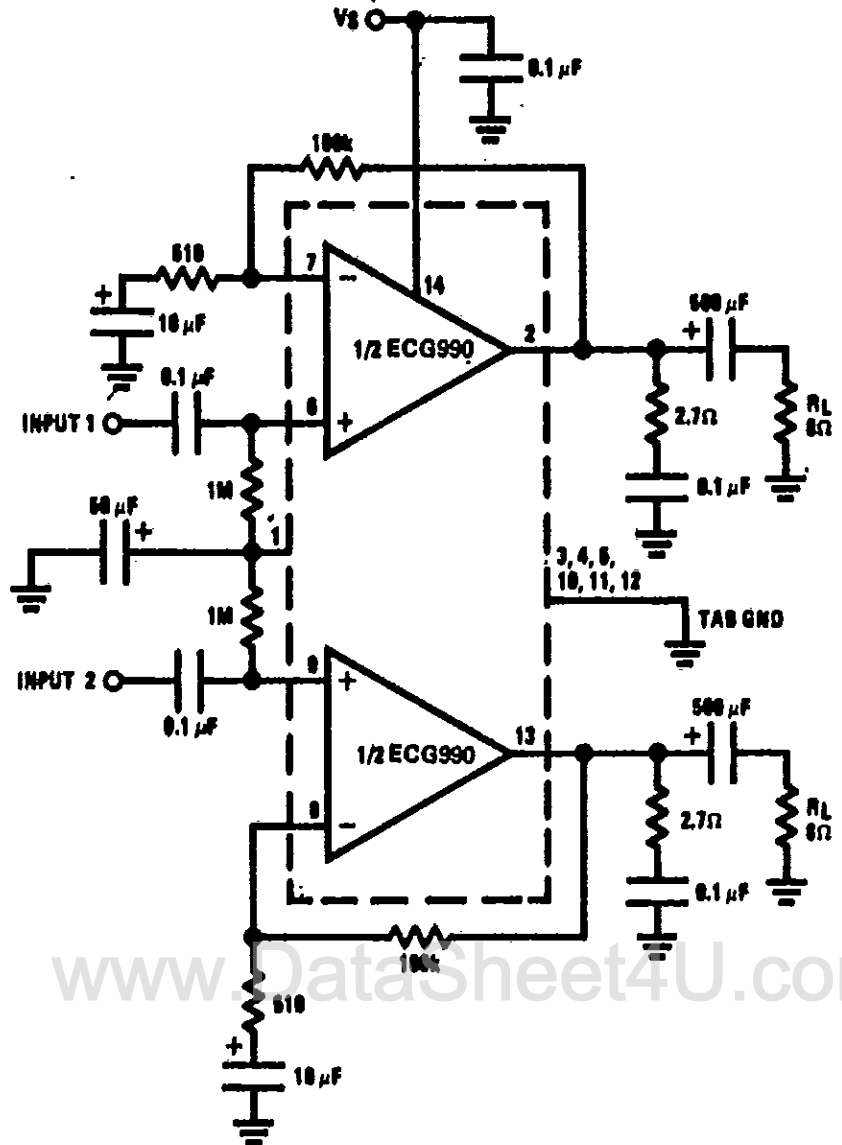 VS
0.1 µF
100k
510
7
−
14
10 µF
1/2 ECG990
2
+
500 µF
0.1 µF
INPUT 1
6
+
2.7Ω
RL
8Ω
1M
0.1 µF
50 µF
+
1
3, 4, 5,
10, 11, 12
1M
TAB GND
INPUT 2
9
+
0.1 µF
1/2 ECG990
13
+
500 µF
8
−
2.7Ω
RL
8Ω
0.1 µF
100k
www.DataSheet4U.co
510
+
10 µF